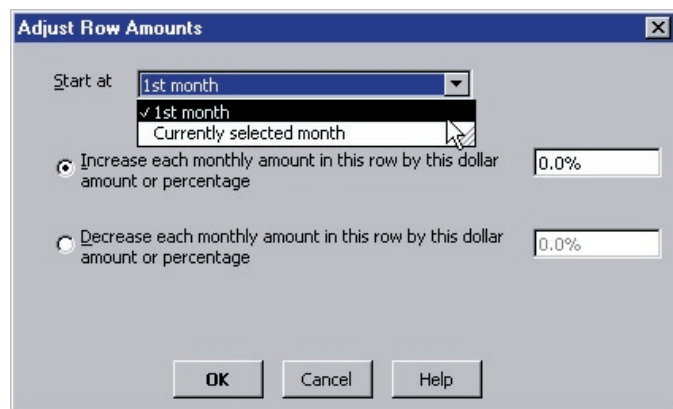 Adjust Row Amounts
Start at 1st month
✓ 1st month
Currently selected month
Increase each monthly amount in this row by this dollar 0.0%
amount or percentage
Decrease each monthly amount in this row by this dollar 0.0%
amount or percentage
OK Cancel Help